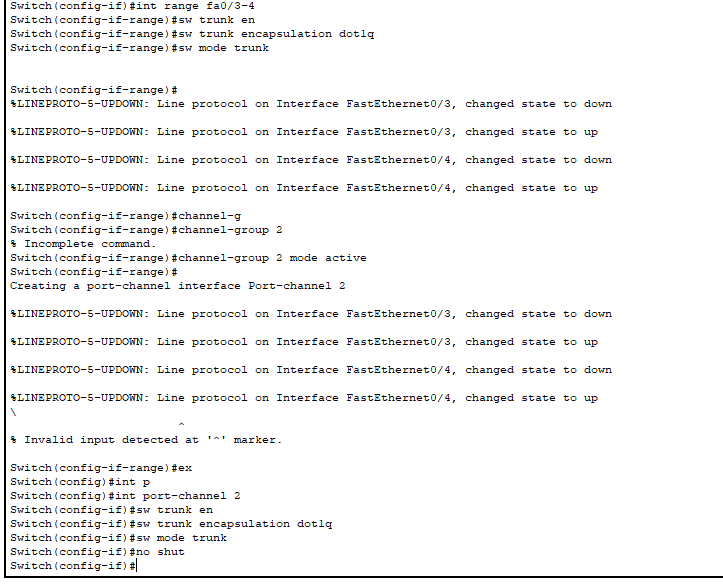 Switch(config-if)#int range fa0/3-4
Switch(config-if-range)#sw trunk en
Switch(config-if-range)#sw trunk encapsulation dot1q
Switch(config-if-range)#sw mode trunk
Switch(config-if-range)#
%LINEPROTO-5-UPDOWN: Line protocol on Interface FastEthernet0/3, changed state to down
%LINEPROTO-5-UPDOWN: Line protocol on Interface FastEthernet0/3, changed state to up
%LINEPROTO-5-UPDOWN: Line protocol on Interface FastEthernet0/4, changed state to down
%LINEPROTO-5-UPDOWN: Line protocol on Interface FastEthernet0/4, changed state to up
Switch(config-if-range)#channel-g
Switch(config-if-range)#channel-group 2
% Incomplete command.
Switch(config-if-range)#channel-group 2 mode active
Switch(config-if-range)#
Creating a port-channel interface Port-channel 2
%LINEPROTO-5-UPDOWN: Line protocol on Interface FastEthernet0/3, changed state to down
%LINEPROTO-5-UPDOWN: Line protocol on Interface FastEthernet0/3, changed state to up
%LINEPROTO-5-UPDOWN: Line protocol on Interface FastEthernet0/4, changed state to down
%LINEPROTO-5-UPDOWN: Line protocol on Interface FastEthernet0/4, changed state to up
\
^
% Invalid input detected at '^' marker.
Switch(config-if-range)#ex
Switch(config)#int p
Switch(config)#int port-channel 2
Switch(config-if)#sw trunk en
Switch(config-if)#sw trunk encapsulation dot1q
Switch(config-if)#sw mode trunk
Switch(config-if)#no shut
Switch(config-if)#